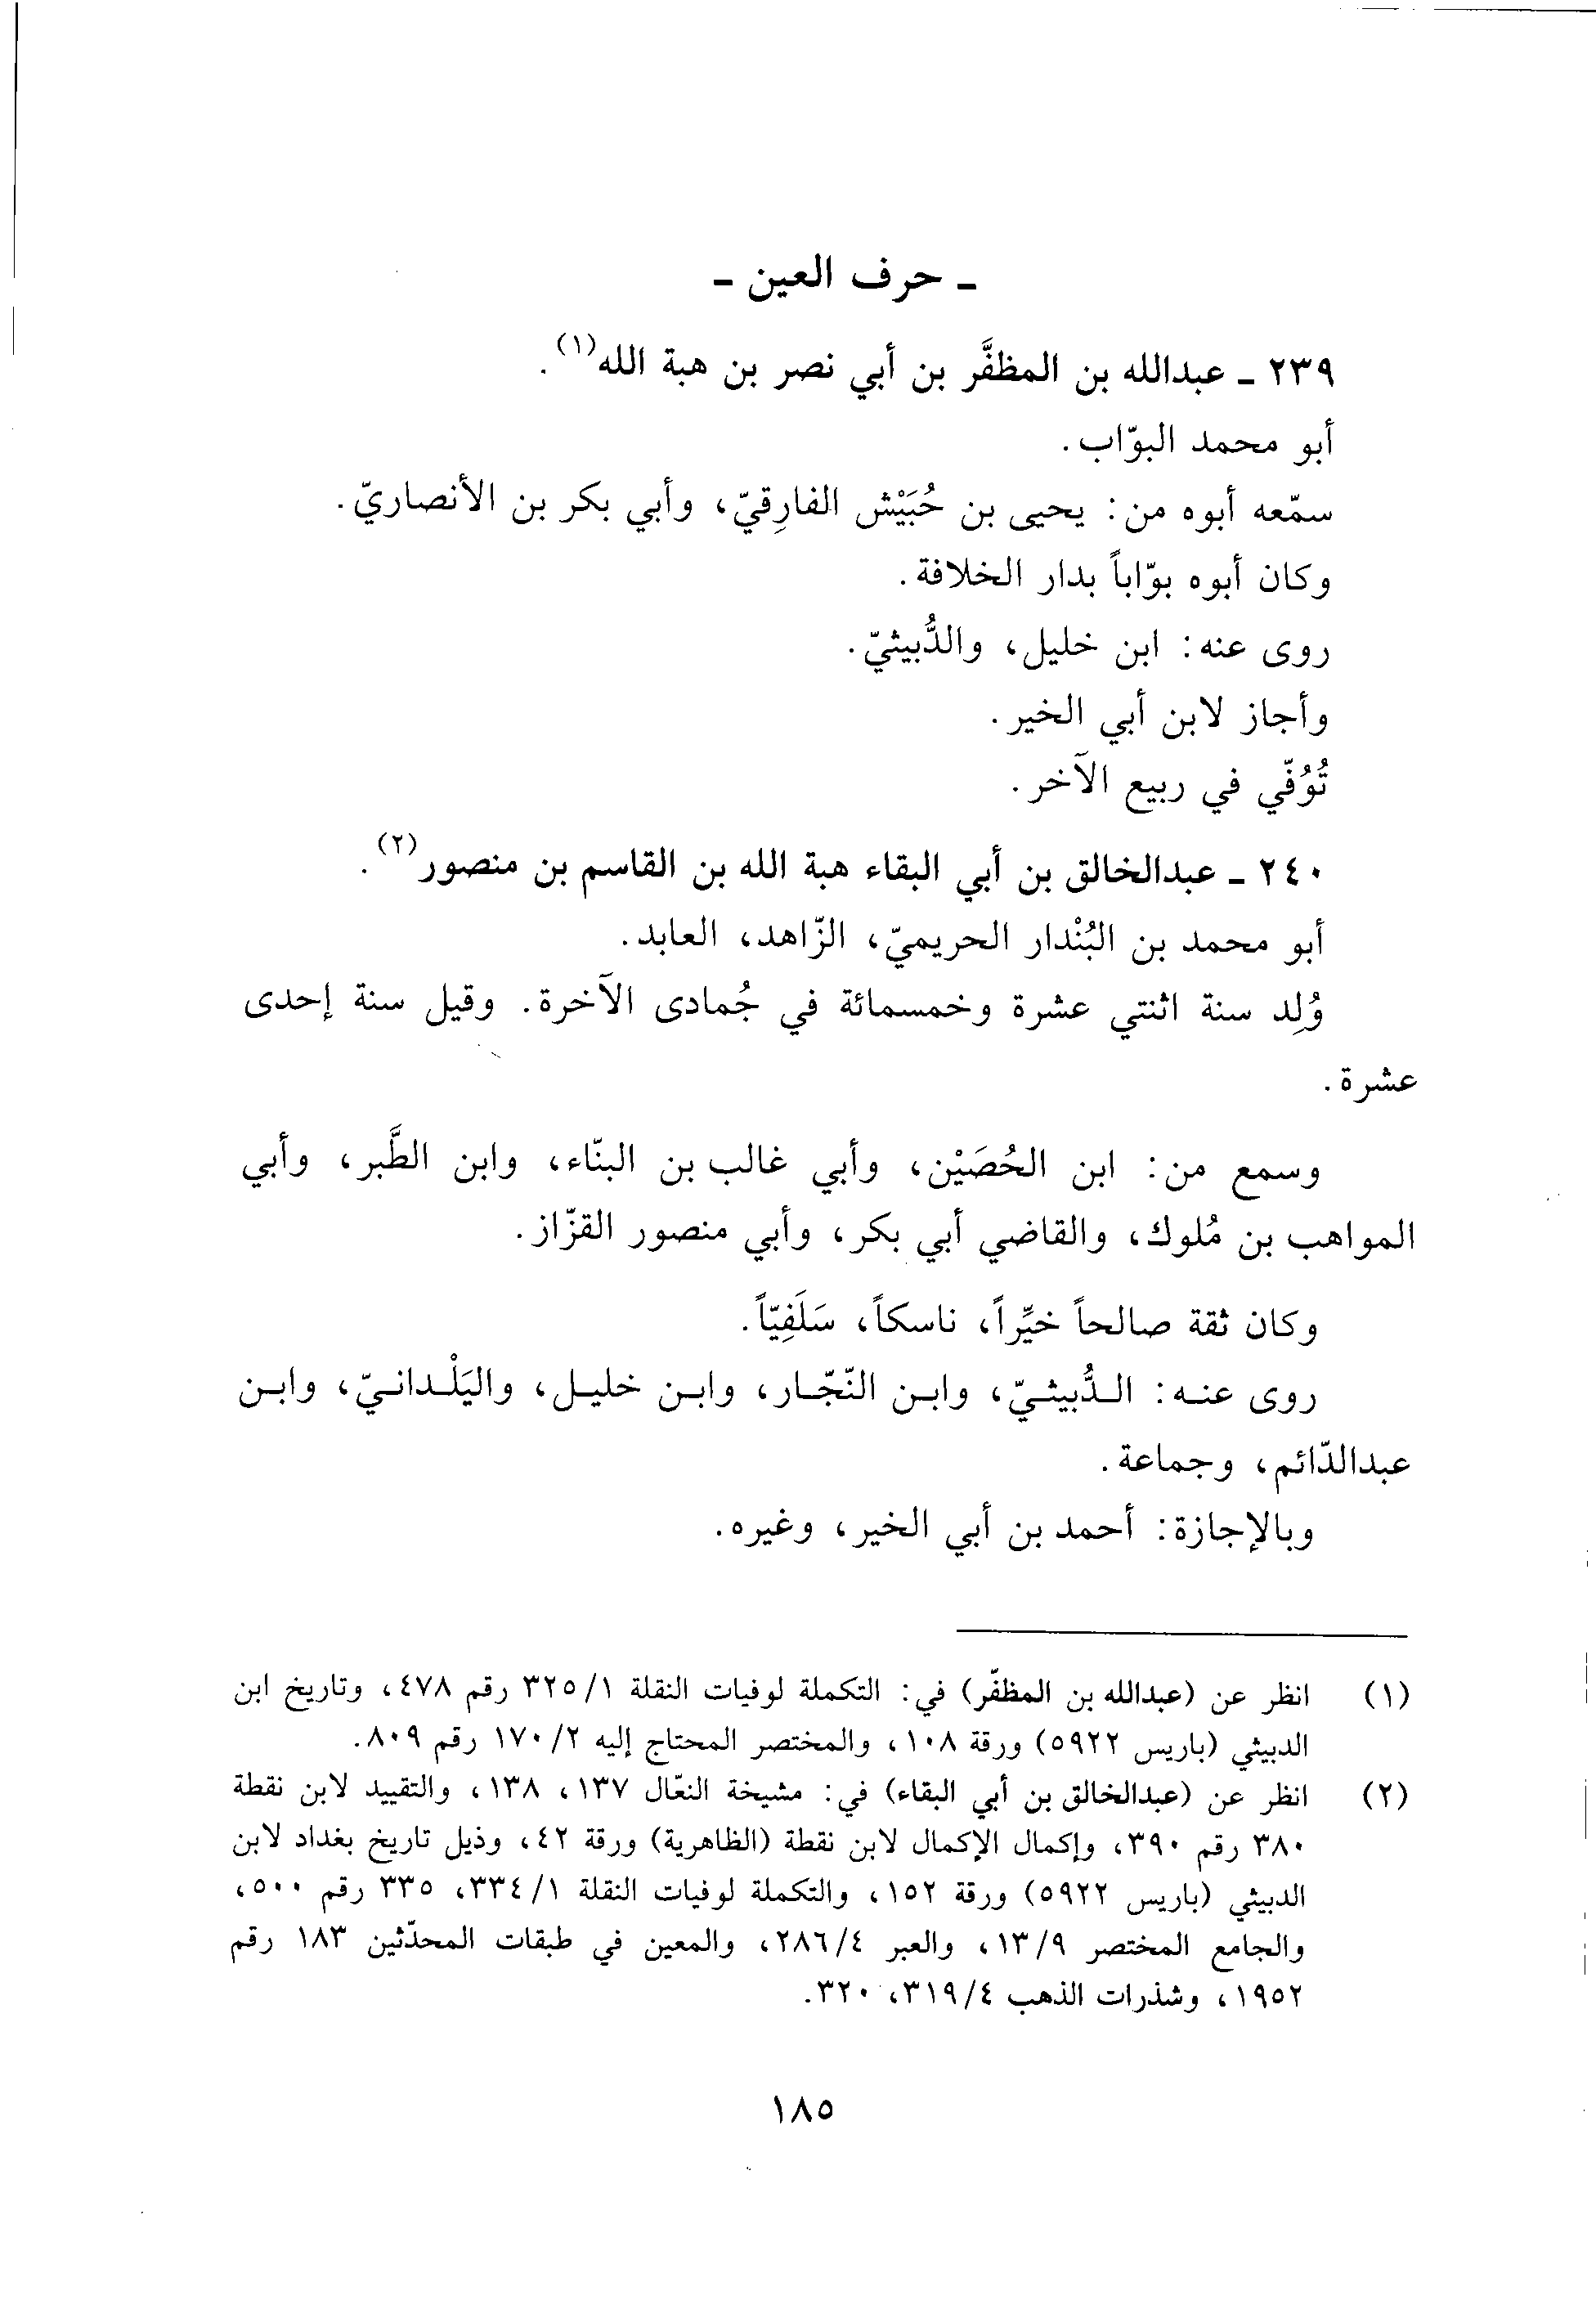 ـ حرف العين ـ
٢٣٩ ـ عبدالله بن المظفَّر بن أبي نصر بن هبة الله(١).
أبو محمد البوّاب.
سمّعه أبوه من: يحيى بن حُبَيْش الفارِقيّ، وأبي بكر بن الأنصاريّ.
وكان أبوه بوّاباً بدار الخلافة.
روى عنه: ابن خليل، والدُّبيثيّ.
وأجاز لابن أبي الخير.
تُوُفّي في ربيع الآخر.
٢٤٠ ـ عبدالخالق بن أبي البقاء هبة الله بن القاسم بن منصور(٢).
أبو محمد بن البُنْدار الحريميّ، الزّاهد، العابد.
وُلِد سنة اثنتي عشرة وخمسمائة في جُمادى الآخرة. وقيل سنة إحدى
عشرة.
وسمع من: ابن الحُصَيْن، وأبي غالب بن البنّاء، وابن الطَّبر، وأبي
المواهب بن مُلوك، والقاضي أبي بكر، وأبي منصور القزّاز.
وكان ثقة صالحاً خيِّراً، ناسكاً، سَلَفِيّاً.
روى عنه: الدُّبيثيّ، وابن النّجّار، وابن خليل، واليَلْدانيّ، وابن
عبدالدّائم، وجماعة.
وبالإجازة: أحمد بن أبي الخير، وغيره.
(١) انظر عن (عبدالله بن المظفّر) في: التكملة لوفيات النقلة ١/ ٣٢٥ رقم ٤٧٨، وتاريخ ابن
الدبيثي (باريس ٥٩٢٢) ورقة ١٠٨، والمختصر المحتاج إليه ٢/ ١٧٠ رقم ٨٠٩.
(٢) انظر عن (عبدالخالق بن أبي البقاء) في: مشيخة النعّال ١٣٧، ١٣٨، والتقييد لابن نقطة
٣٨٠ رقم ٣٩٠، وإكمال الإكمال لابن نقطة (الظاهرية) ورقة ٤٢، وذيل تاريخ بغداد لابن
الدبيثي (باريس ٥٩٢٢) ورقة ١٥٢، والتكملة لوفيات النقلة ١/ ٣٣٤، ٣٣٥ رقم ٥٠٠،
والجامع المختصر ٩/ ١٣، والعبر ٤/ ٢٨٦، والمعين في طبقات المحدّثين ١٨٣ رقم
١٩٥٢، وشذرات الذهب ٤/ ٣١٩، ٣٢٠.
١٨٥